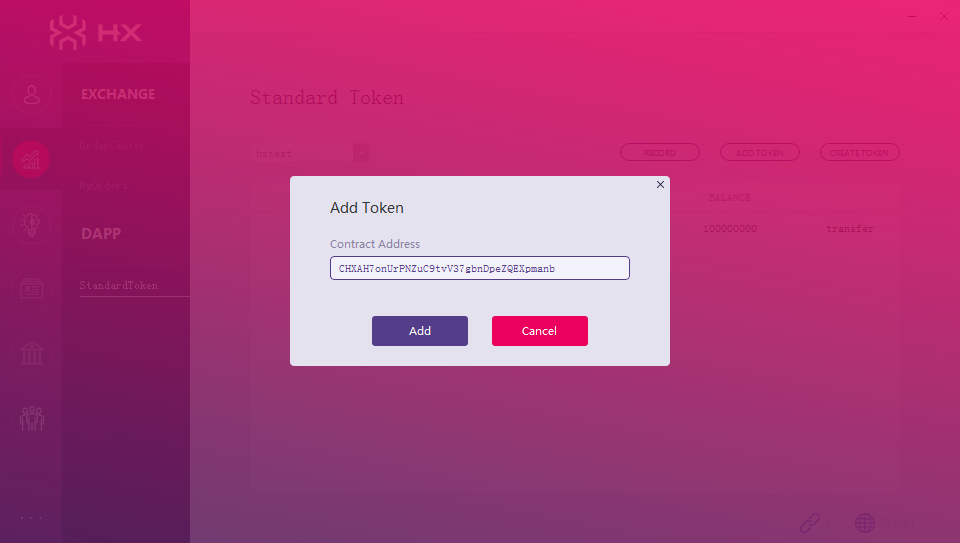 HX
EXCHANGE
OrderCenter
MyOrders
DAPP
StandardToken
Standard Token
hxtest
RECORD
ADD TOKEN
CREATE TOKEN
BALANCE
100000000
transfer
Add Token
Contract Address
CHXAH7onUrPNZuC9tvV37gbnDpeZQEXpmanb
Add
Cancel